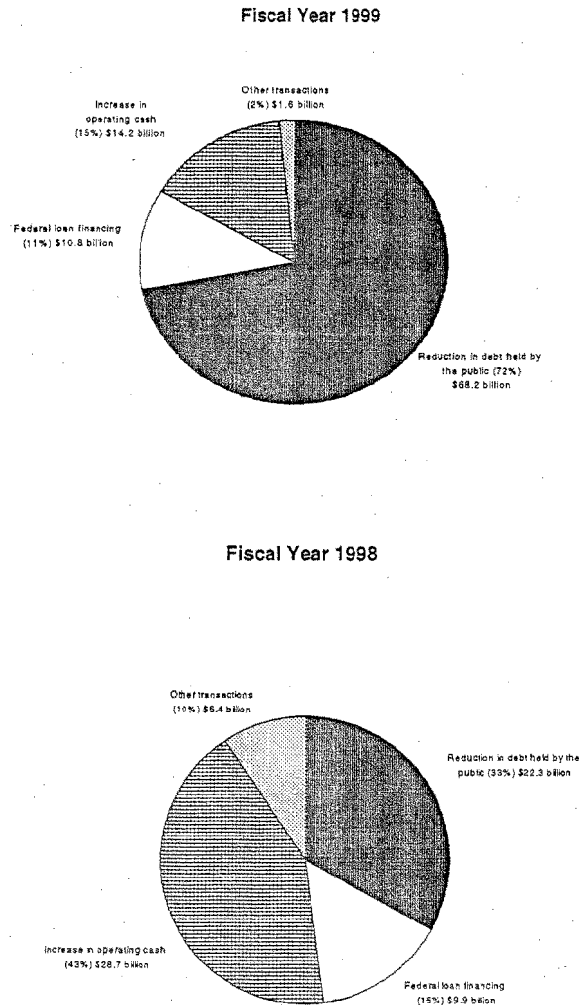 Fiscal Year 1999
Other transactions
(2%) $1.6 billion
Increase in
operating cash
(15%) $14.2 billion
Federal loan financing
(11%) $10.8 billion
Reduction in debt held by
the public (72%)
$68.2 billion
Fiscal Year 1998
Other transactions
(10%) $6.4 billion
Reduction in debt held by the
public (33%) $22.3 billion
Increase in operating cash
(43%) $28.7 billion
Federal loan financing
(15%) $9.9 billion